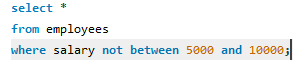 select *
from employees
where salary not between 5000 and 10000;